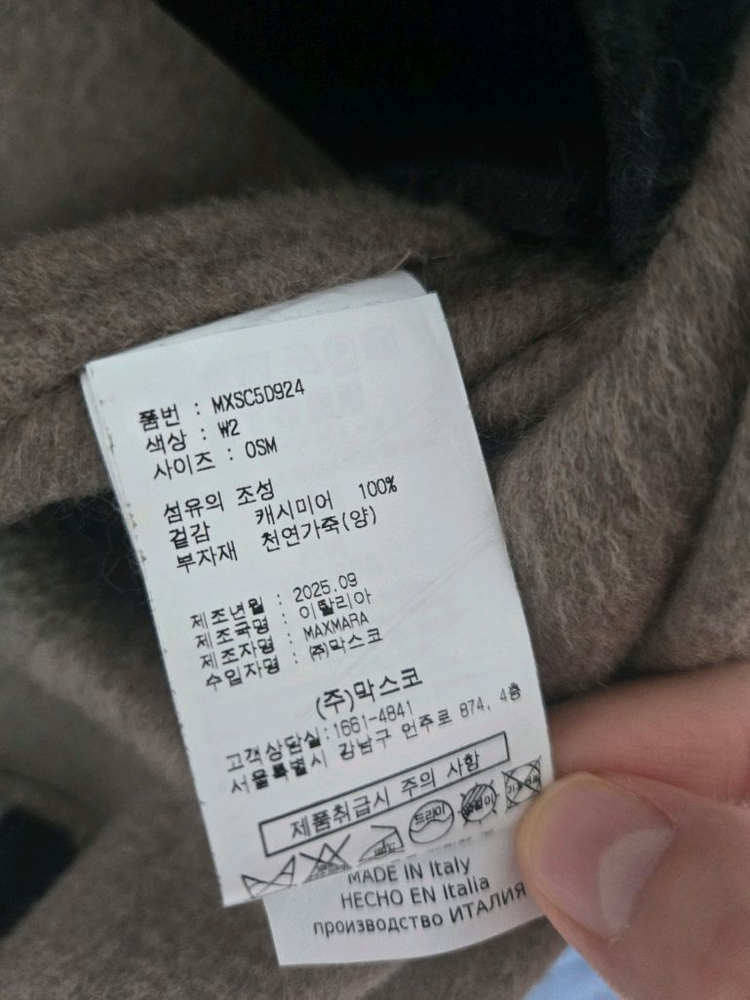 품번 : MXSC5D924
색상 : W2
사이즈 : OSM
섬유의 조성
겉감 캐시미어 100%
부자재 천연가죽(양)
제조년월 : 2025.09
제조국명 : 이탈리아
제조자명 : MAXMARA
수입자명 : (주)막스코
(주)막스코
고객상담실:1661-4841
서울특별시 강남구 언주로 874, 4층
제품취급시 주의 사항
드라이
MADE IN Italy
HECHO EN Italia
производство ИТАЛИЯ